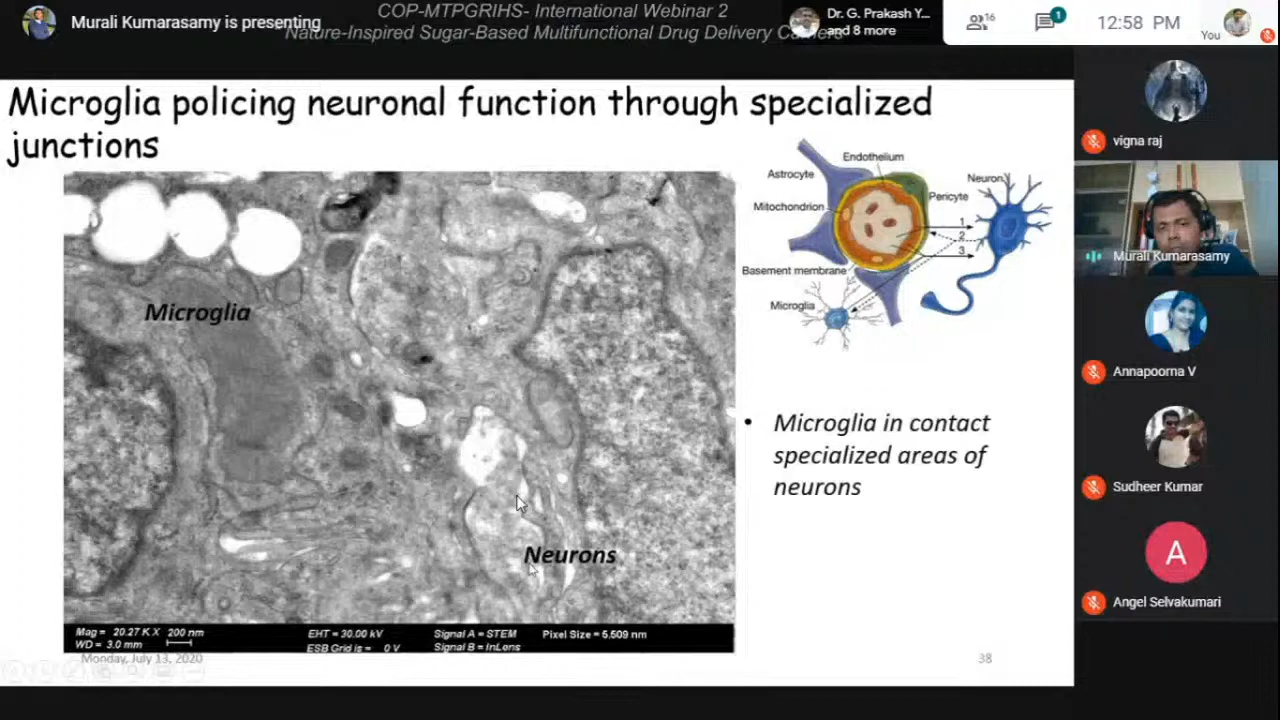 Murali Kumarasamy is presenting
COP-MTPGRIHS- International Webinar 2
Nature-Inspired Sugar-Based Multifunctional Drug Delivery Carriers
Dr. G. Prakash Y...
and 8 more
16
1
12:58 PM
You
Microglia policing neuronal function through specialized
junctions
Microglia
Neurons
Mag = 20.27 K X 200 nm
WD = 3.0 mm
EHT = 30.00 kV
ESB Grid is = 0 V
Signal A = STEM
Signal B = InLens
Pixel Size = 5.509 nm
Endothelium
Astrocyte
Neuron
Pericyte
Mitochondrion
1
2
3
Basement membrane
Microglia
• Microglia in contact
specialized areas of
neurons
Monday, July 13, 2020
38
vigna raj
Murali Kumarasamy
Annapoorna V
Sudheer Kumar
A
Angel Selvakumari